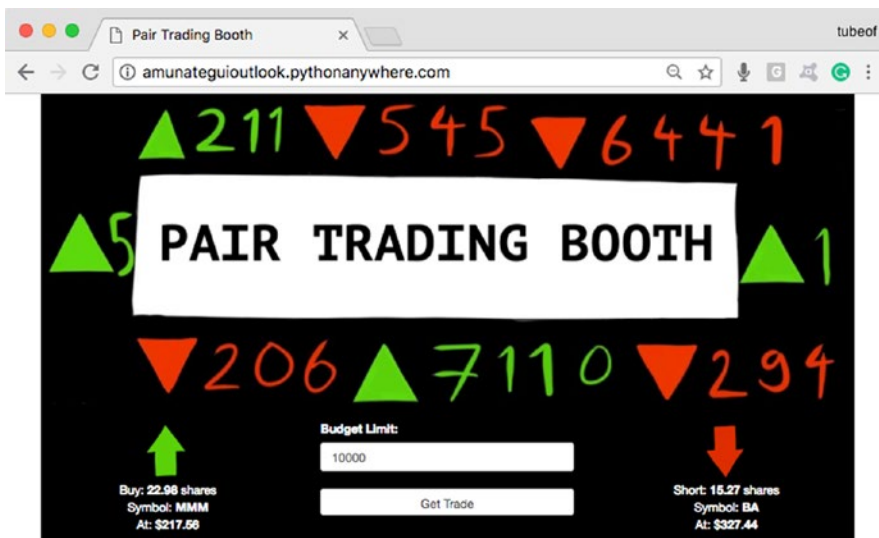 Pair Trading Booth
tubeof
amunateguioutlook.pythonanywhere.com
211 545 6441
5 PAIR TRADING BOOTH 1
206 7110 294
Budget Limit:
10000
Get Trade
Buy: 22.98 shares
Symbol: MMM
At: $217.56
Short: 15.27 shares
Symbol: BA
At: $327.44